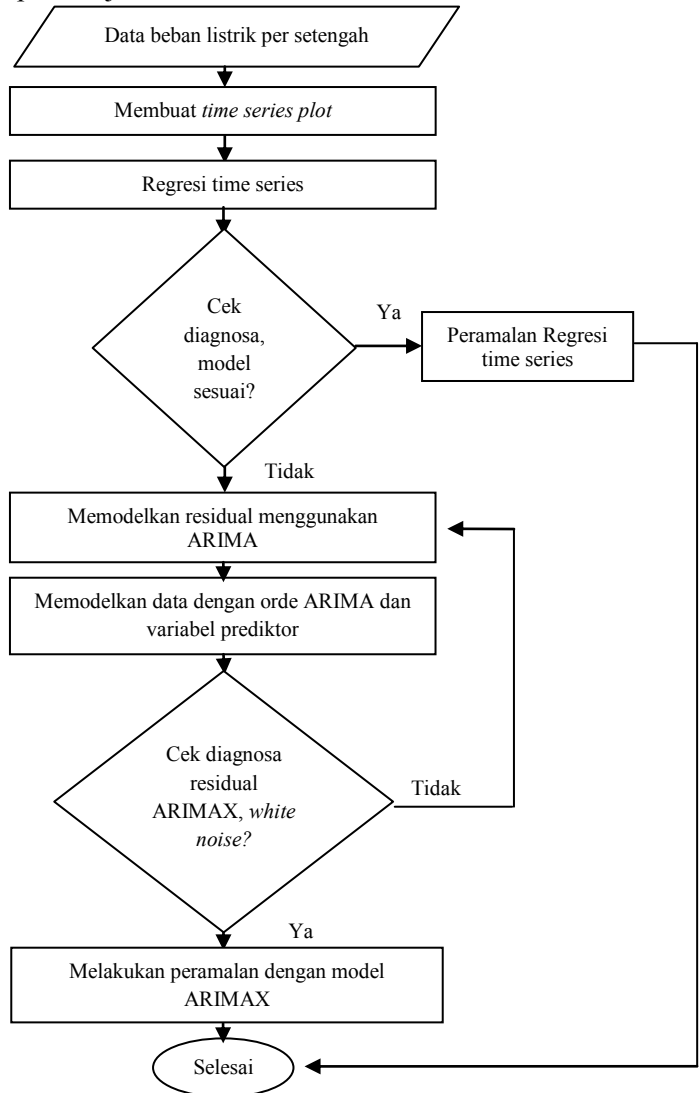 Data beban listrik per setengah
Membuat time series plot
Regresi time series
Cek
diagnosa,
model
sesuai?
Ya
Peramalan Regresi
time series
Tidak
Memodelkan residual menggunakan
ARIMA
Memodelkan data dengan orde ARIMA dan
variabel prediktor
Cek diagnosa
residual
ARIMAX, white
noise?
Tidak
Ya
Melakukan peramalan dengan model
ARIMAX
Selesai